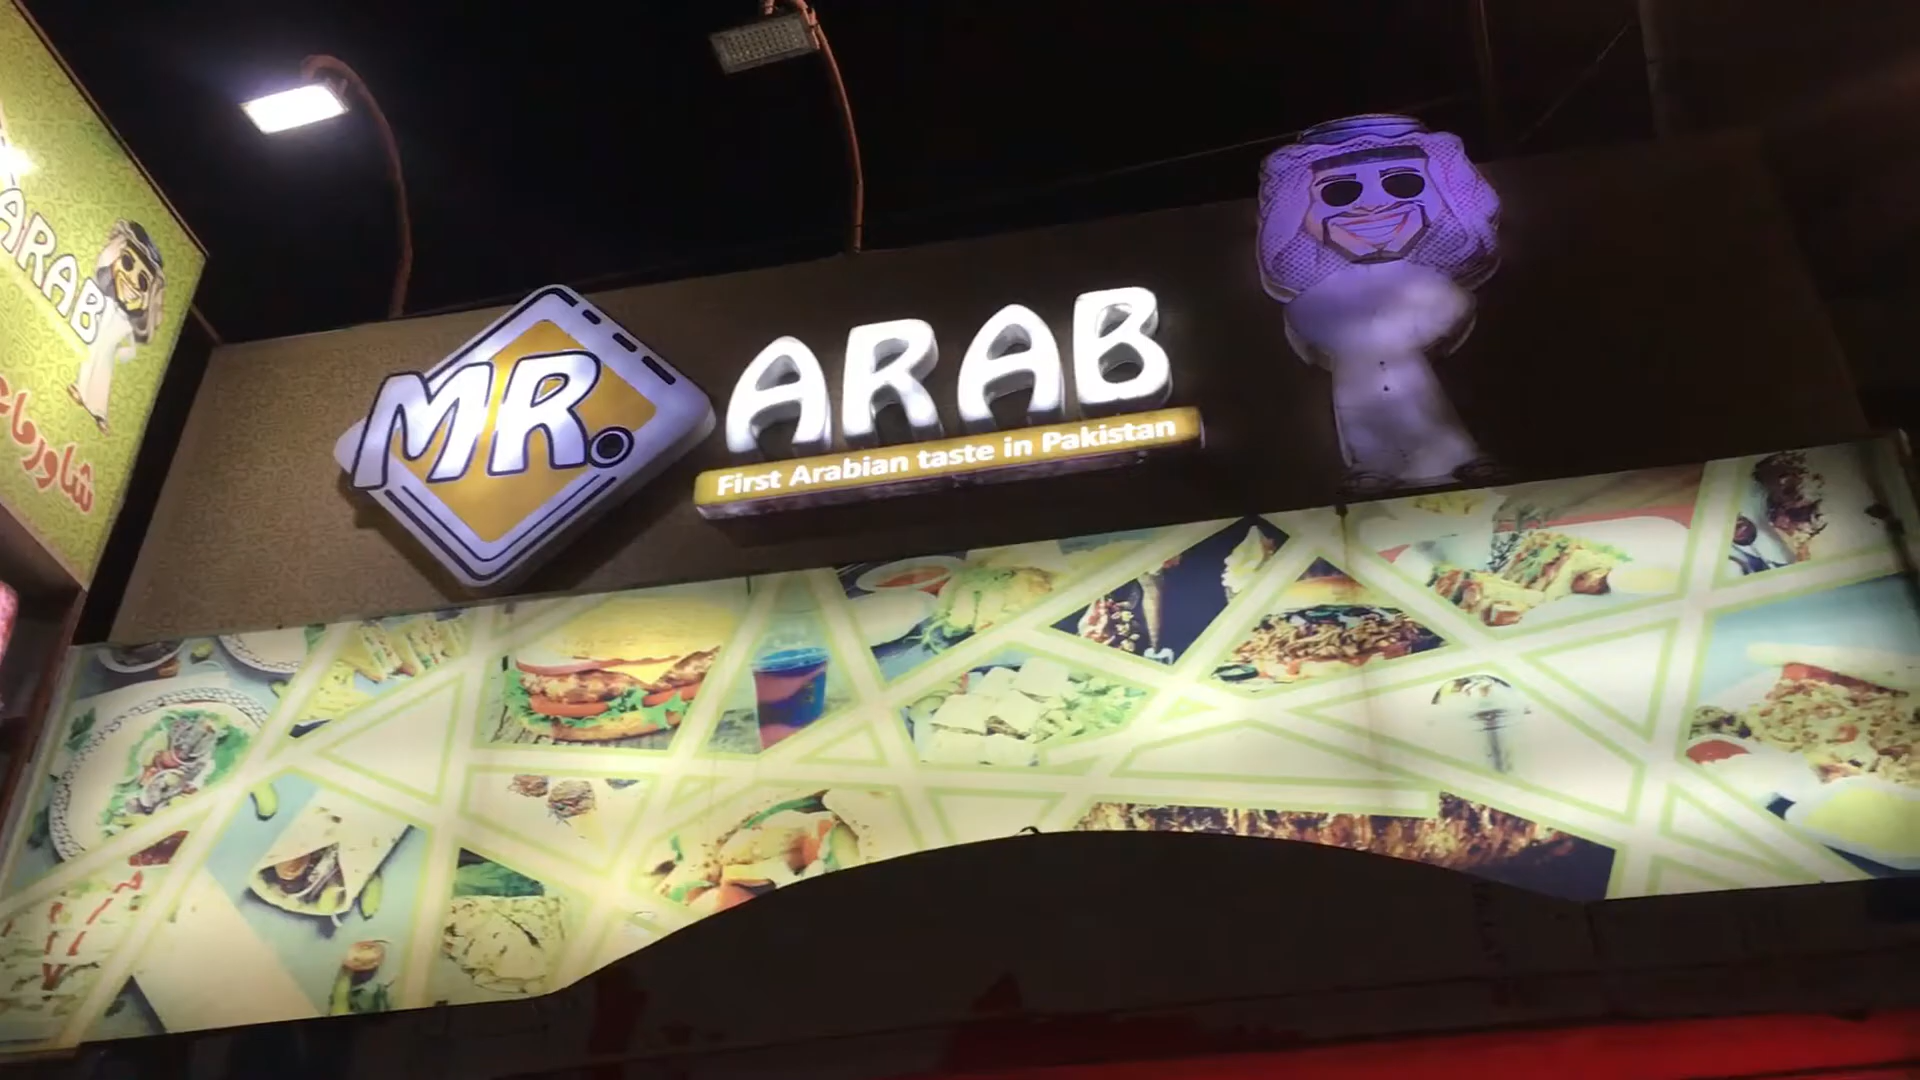 MR. ARAB
First Arabian taste in Pakistan
ARAB
شاورما